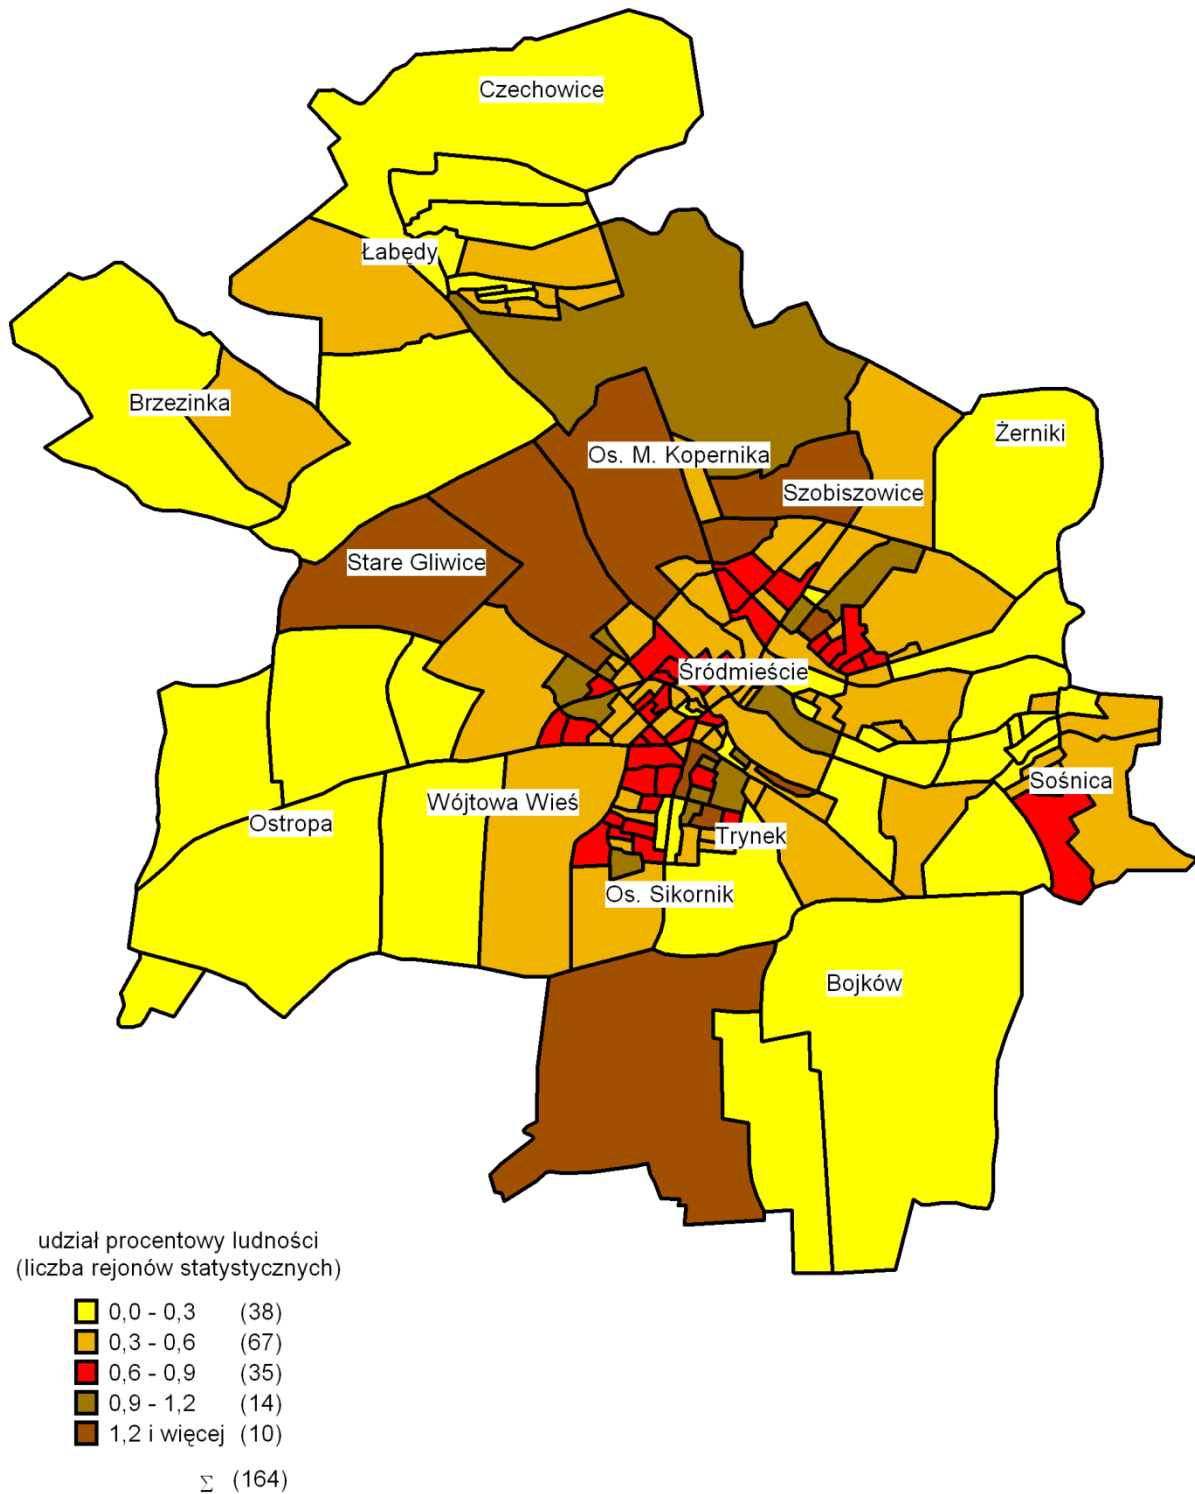 Czechowice
Łabędy
Brzezinka
Żerniki
Os. M. Kopernika
Szobiszowice
Stare Gliwice
Śródmieście
Sośnica
Wójtowa Wieś
Ostropa
Trynek
Os. Sikornik
Bojków
udział procentowy ludności
(liczba rejonów statystycznych)
0,0 - 0,3 (38)
0,3 - 0,6 (67)
0,6 - 0,9 (35)
0,9 - 1,2 (14)
1,2 i więcej (10)
Σ (164)